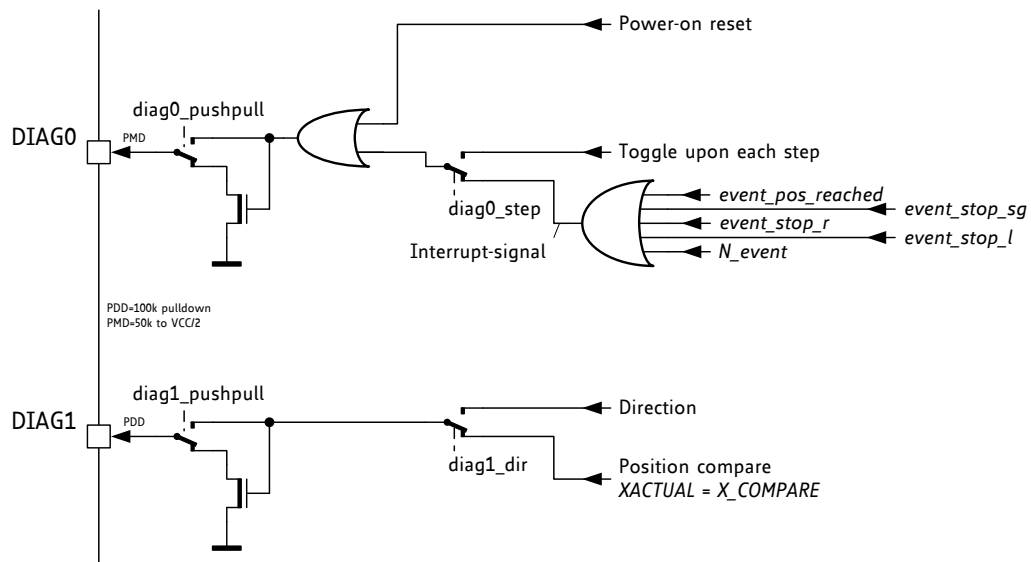 Power-on reset
diag0_pushpull
DIAG0
PMD
Toggle upon each step
diag0_step
event_pos_reached
event_stop_sg
event_stop_r
event_stop_l
N_event
Interrupt-signal
PDD=100k pulldown
PMD=50k to VCC/2
diag1_pushpull
DIAG1
PDD
Direction
diag1_dir
Position compare
XACTUAL = X_COMPARE